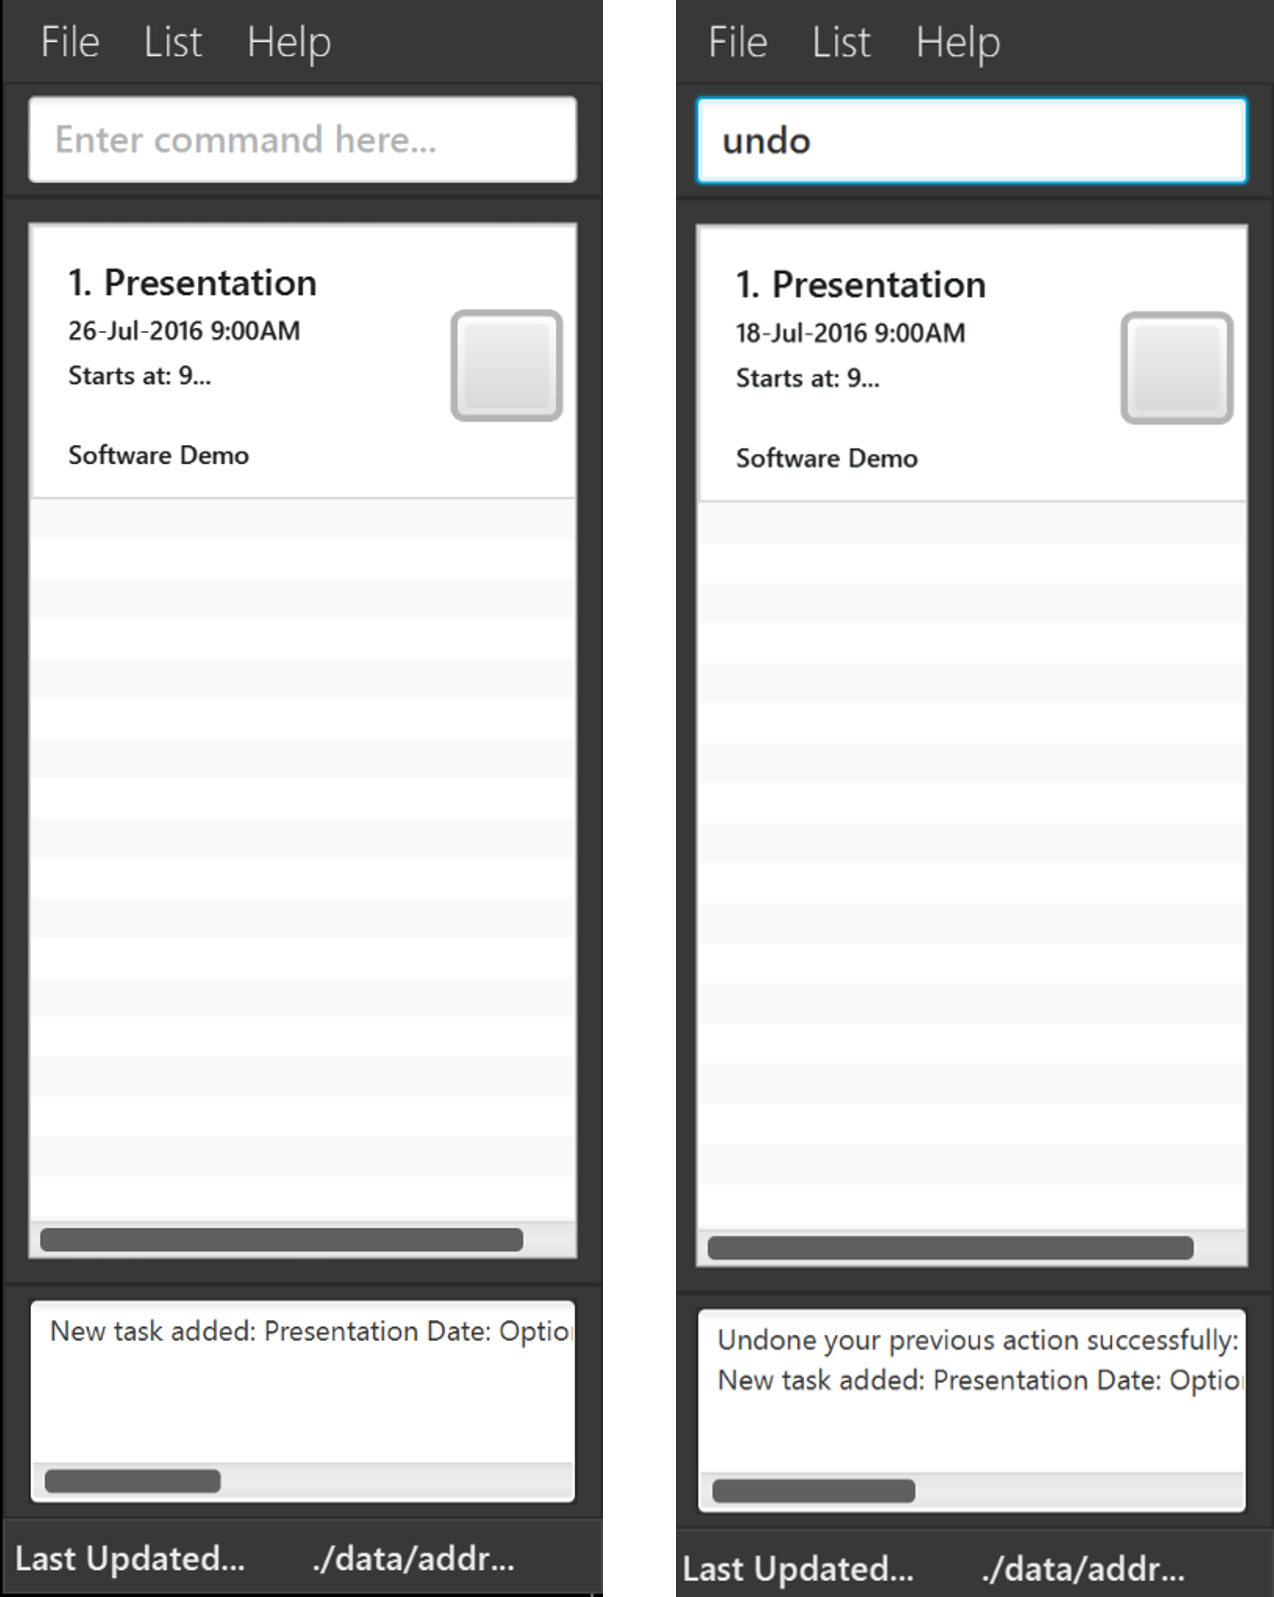 File List Help
Enter command here...
1. Presentation
26-Jul-2016 9:00AM
Starts at: 9...
Software Demo
New task added: Presentation Date: Optio
Last Updated... ./data/addr...
File List Help
undo
1. Presentation
18-Jul-2016 9:00AM
Starts at: 9...
Software Demo
Undone your previous action successfully:
New task added: Presentation Date: Optio
Last Updated... ./data/addr...